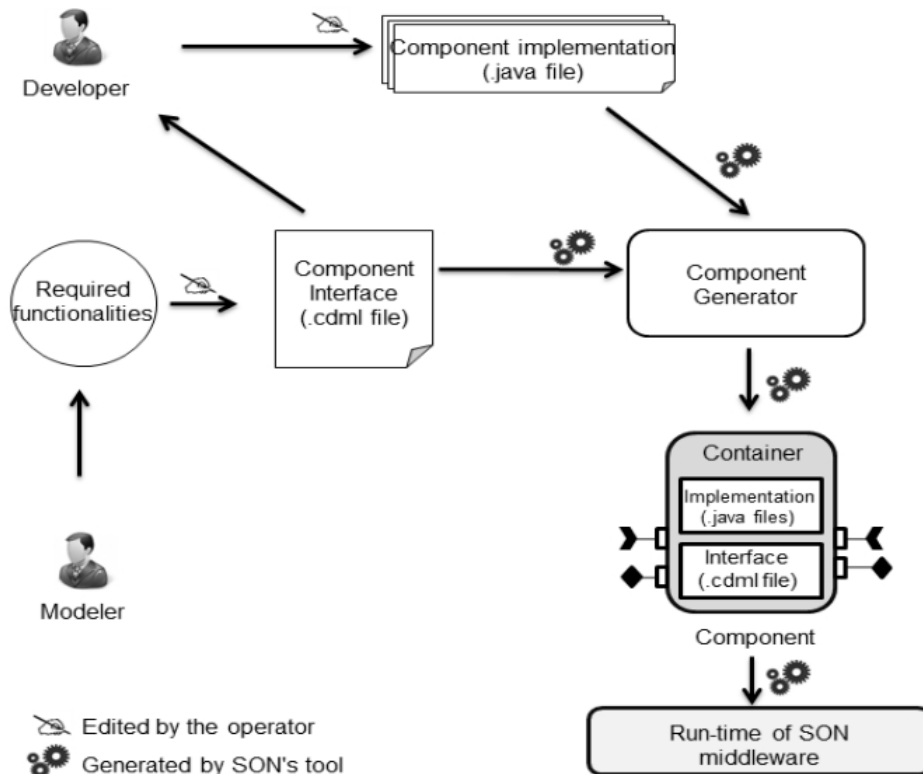 Developer
Component implementation
(.java file)
Required
functionalities
Component
Interface
(.cdml file)
Component
Generator
Container
Implementation
(.java files)
Interface
(.cdml file)
Modeler
Component
Edited by the operator
Generated by SON's tool
Run-time of SON
middleware